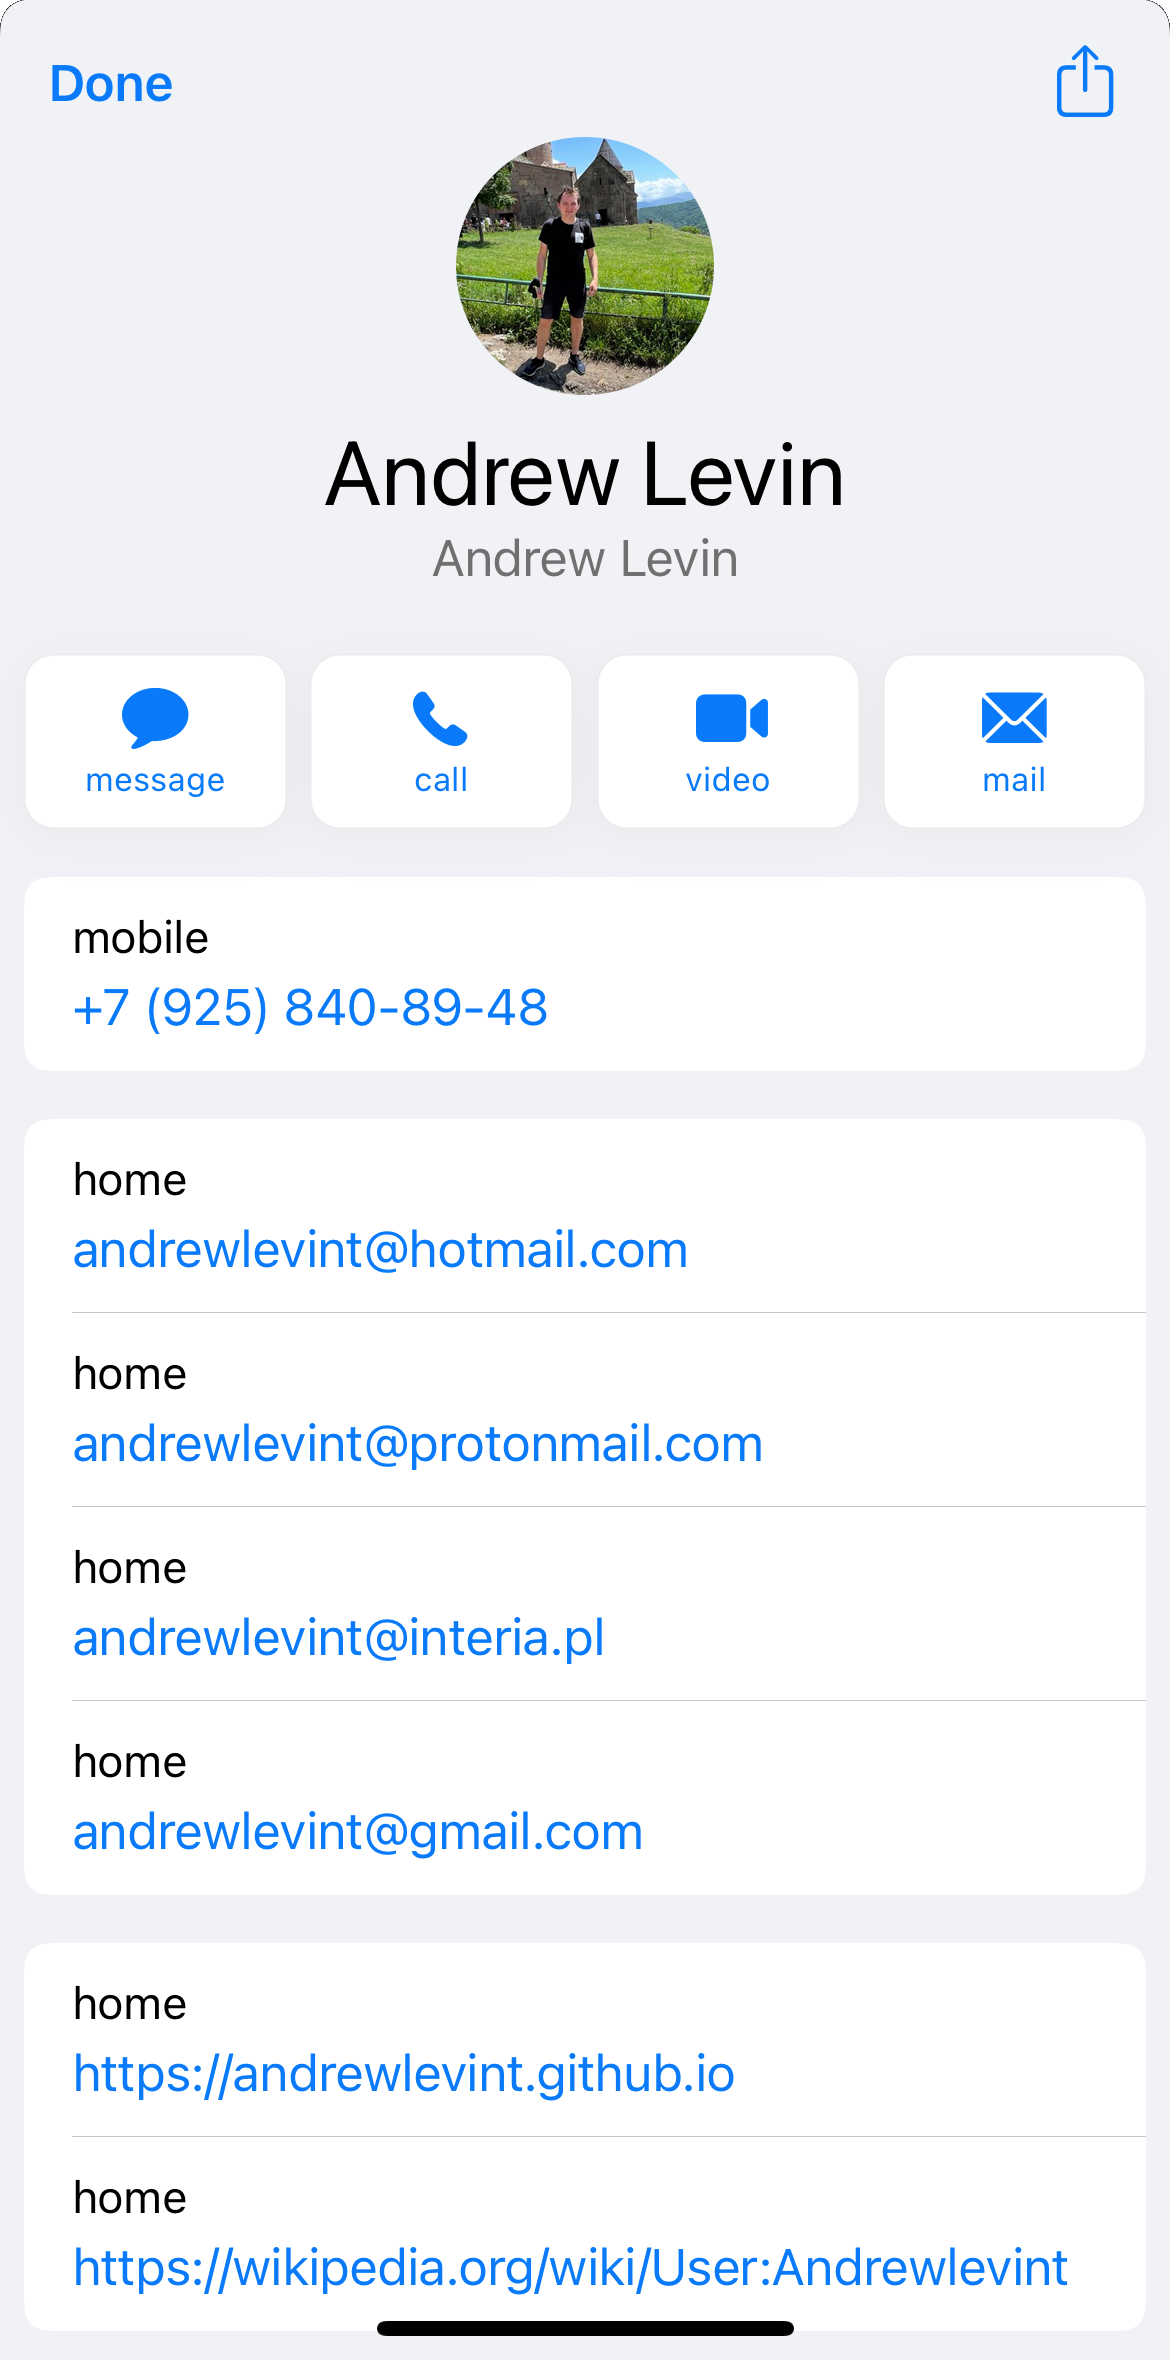 Done
Andrew Levin
Andrew Levin
message call video mail
mobile
+7 (925) 840-89-48
home
andrewlevint@hotmail.com
home
andrewlevint@protonmail.com
home
andrewlevint@interia.pl
home
andrewlevint@gmail.com
home
https://andrewlevint.github.io
home
https://wikipedia.org/wiki/User:Andrewlevint